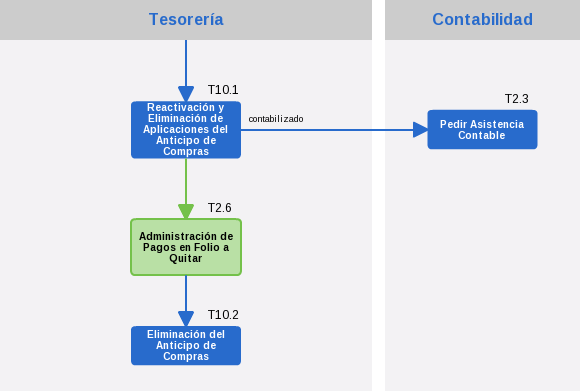 Tesorería
Contabilidad
T10.1
Reactivación y
Eliminación de
Aplicaciones del
Anticipo de
Compras
contabilizado
T2.3
Pedir Asistencia
Contable
T2.6
Administración de
Pagos en Folio a
Quitar
T10.2
Eliminación del
Anticipo de
Compras